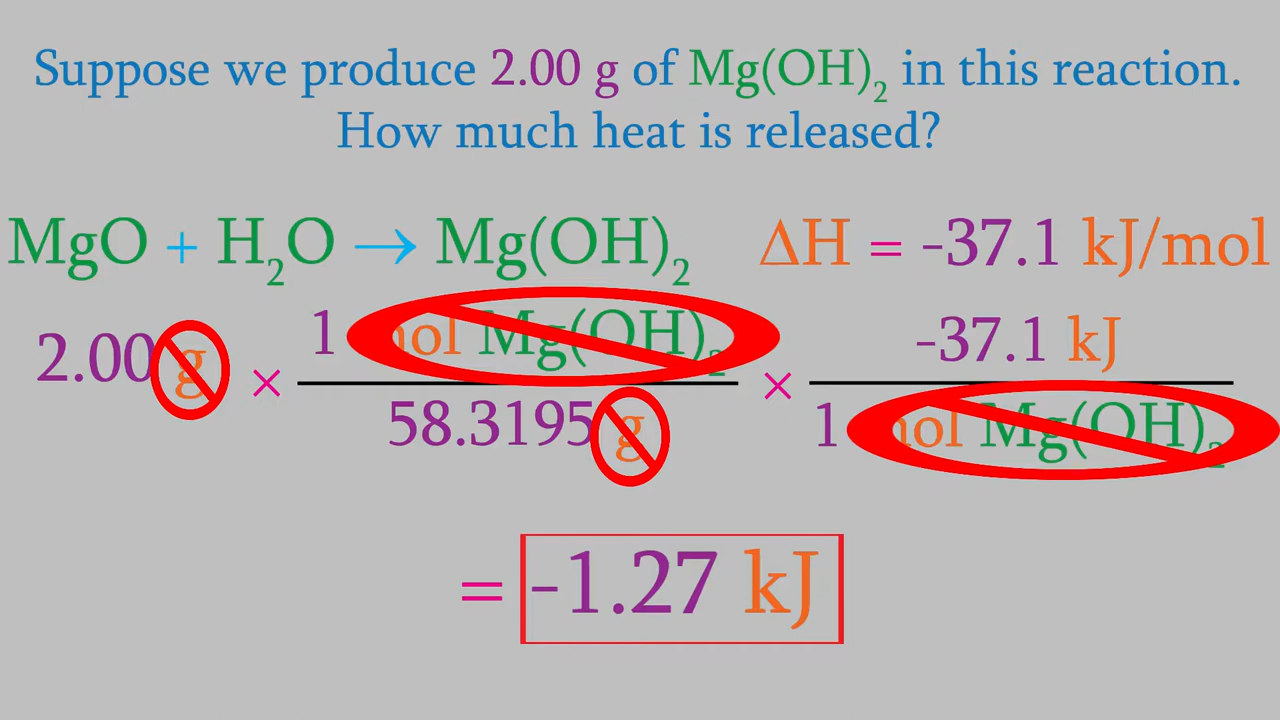 Suppose we produce 2.00 g of Mg(OH)₂ in this reaction.
How much heat is released?
MgO + H₂O → Mg(OH)₂ ΔH = -37.1 kJ/mol
2.00 g × 1 mol Mg(OH)₂ / 58.3195 g × -37.1 kJ / 1 mol Mg(OH)₂
= -1.27 kJ